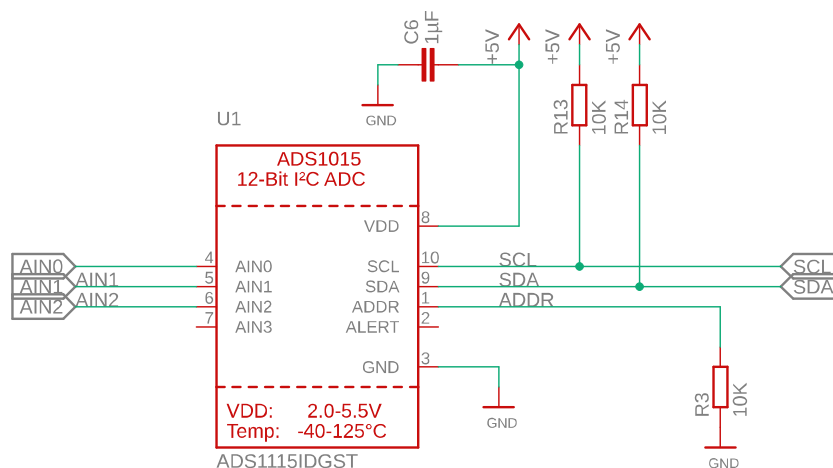 C6
1µF
+5V
+5V
+5V
GND
R13
10K
R14
10K
U1
ADS1015
12-Bit I²C ADC
VDD
8
AIN0
4
AIN0
SCL
10
SCL
SCL
AIN1
AIN1
5
AIN1
SDA
9
SDA
SDA
AIN2
AIN2
6
AIN2
ADDR
1
ADDR
7
AIN3
ALERT
2
GND
3
GND
R3
10K
GND
VDD: 2.0-5.5V
Temp: -40-125°C
ADS1115IDGST